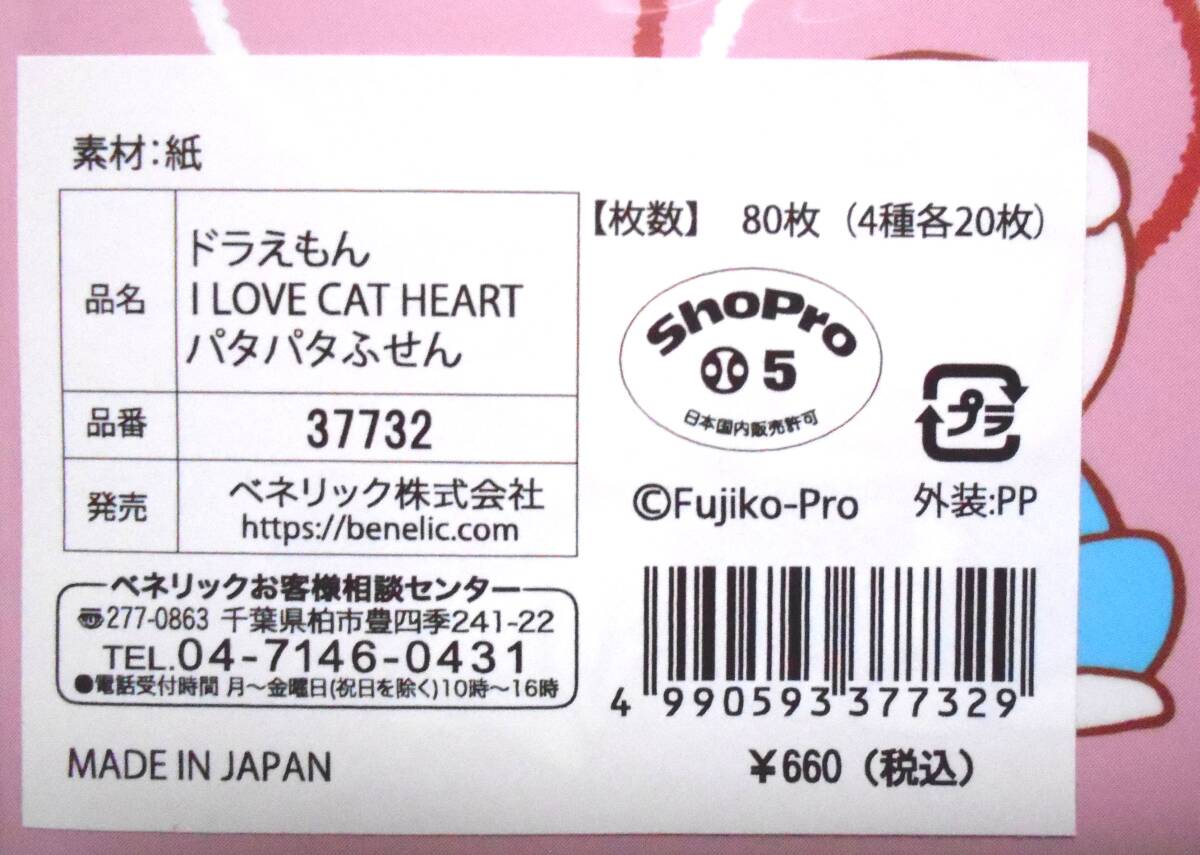 素材:紙
品名
ドラえもん
I LOVE CAT HEART
パタパタふせん
品番
37732
発売
ベネリック株式会社
https://benelic.com
ベネリックお客様相談センター
〠277-0863 千葉県柏市豊四季241-22
TEL.04-7146-0431
●電話受付時間 月〜金曜日(祝日を除く)10時〜16時
MADE IN JAPAN
【枚数】 80枚(4種各20枚)
ShoPro
5
日本国内販売許可
プラ
©Fujiko-Pro
外装:PP
4 990593 377329
¥660(税込)